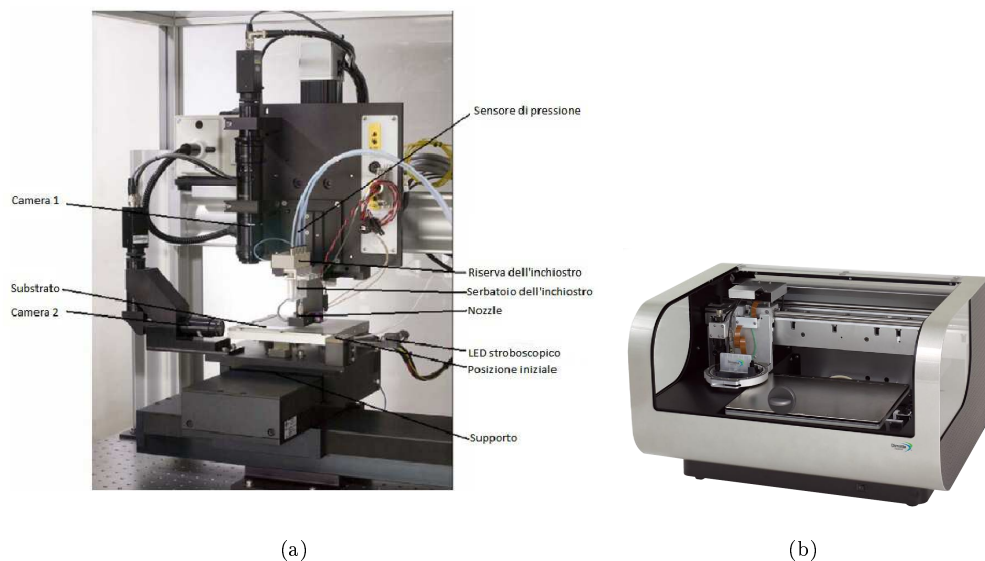 Sensore di pressione
Camera 1
Riserva dell'inchiostro
Substrato
Serbatoio dell'inchiostro
Camera 2
Nozzle
LED stroboscopico
Posizione iniziale
Supporto
(a)
(b)